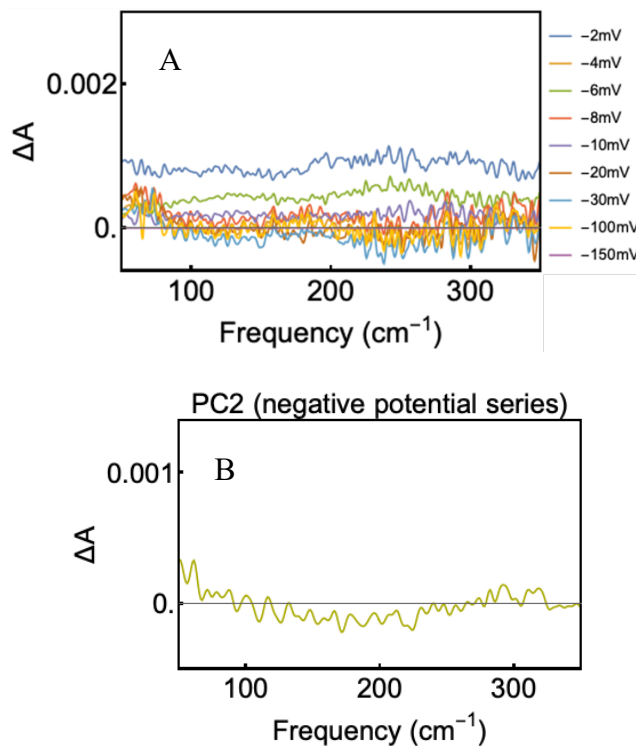 A
0.002
ΔA
0.
100
200
300
Frequency (cm⁻¹)
−2mV
−4mV
−6mV
−8mV
−10mV
−20mV
−30mV
−100mV
−150mV
PC2 (negative potential series)
B
0.001
ΔA
0.
100
200
300
Frequency (cm⁻¹)